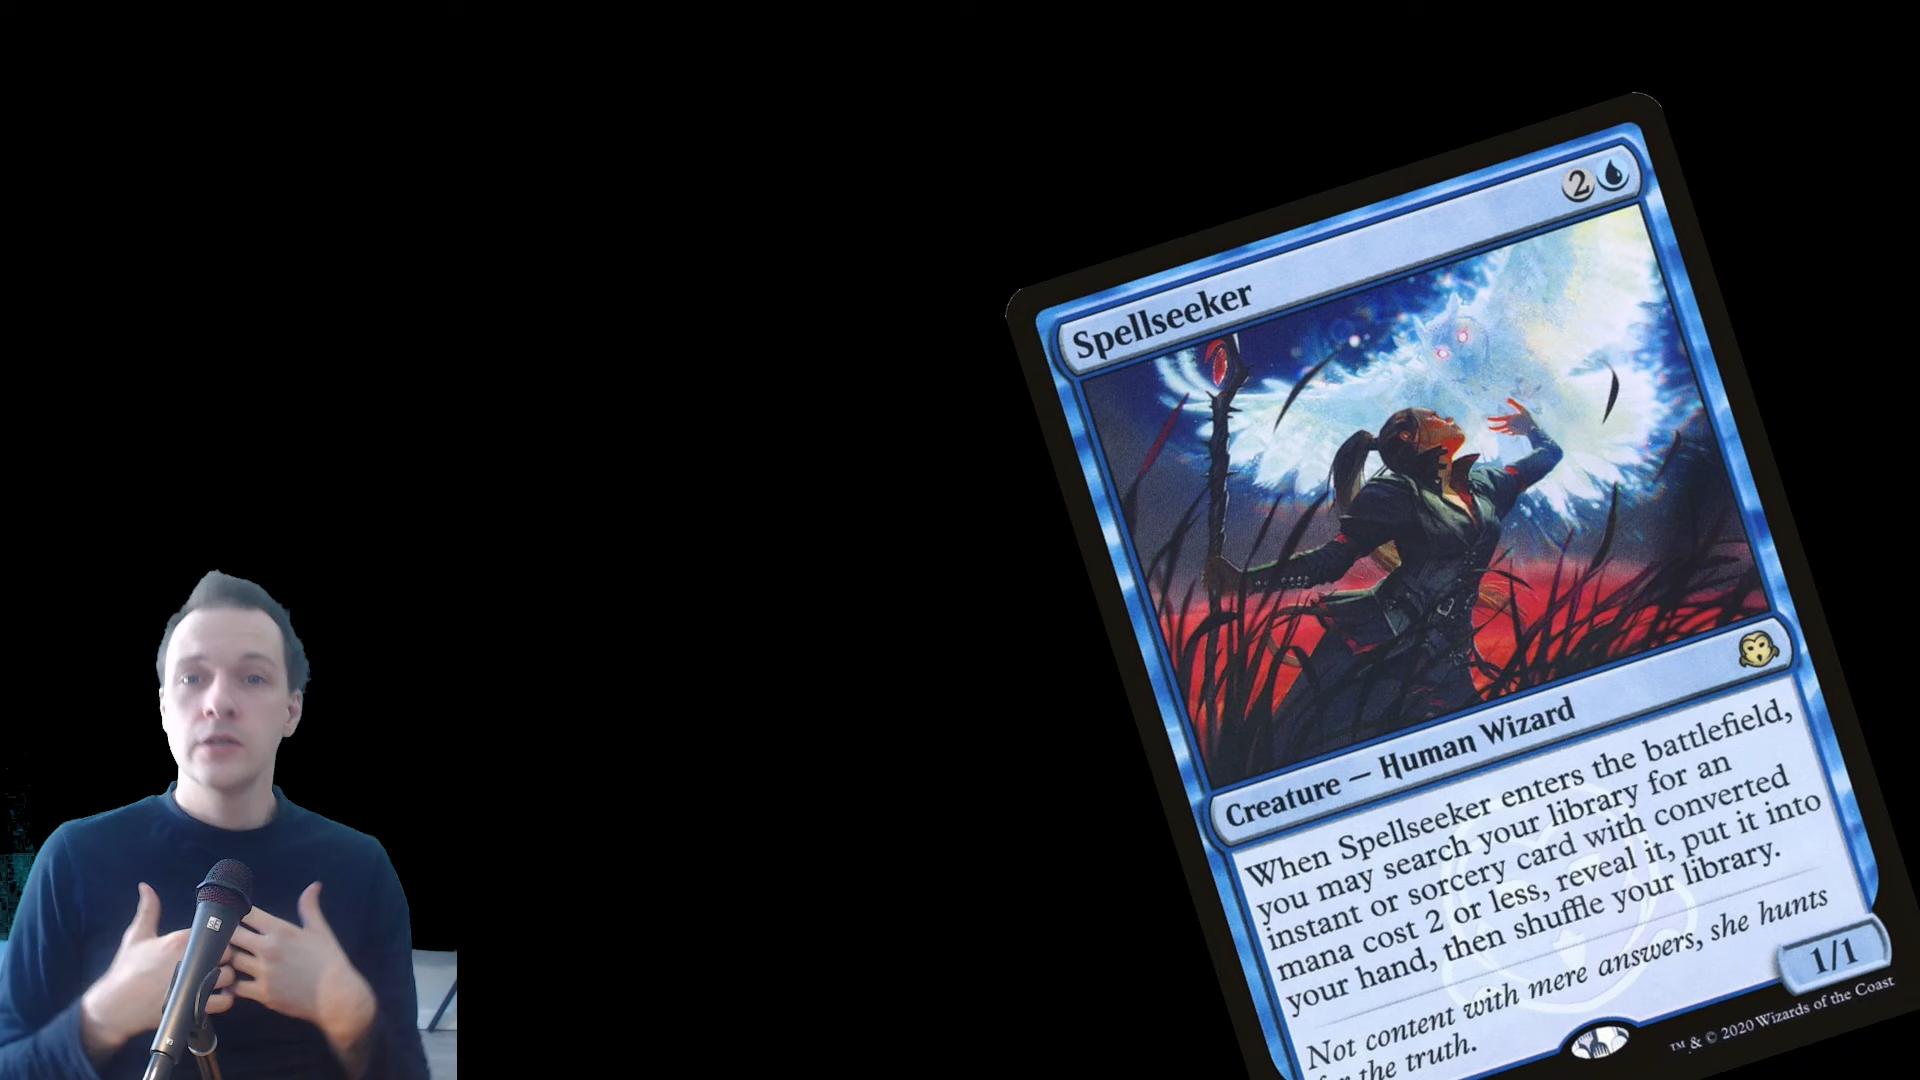 Spellseeker
2
Creature — Human Wizard
When Spellseeker enters the battlefield,
you may search your library for an
instant or sorcery card with converted
mana cost 2 or less, reveal it, put it into
your hand, then shuffle your library.
Not content with mere answers, she hunts
for the truth.
1/1
™ & © 2020 Wizards of the Coast